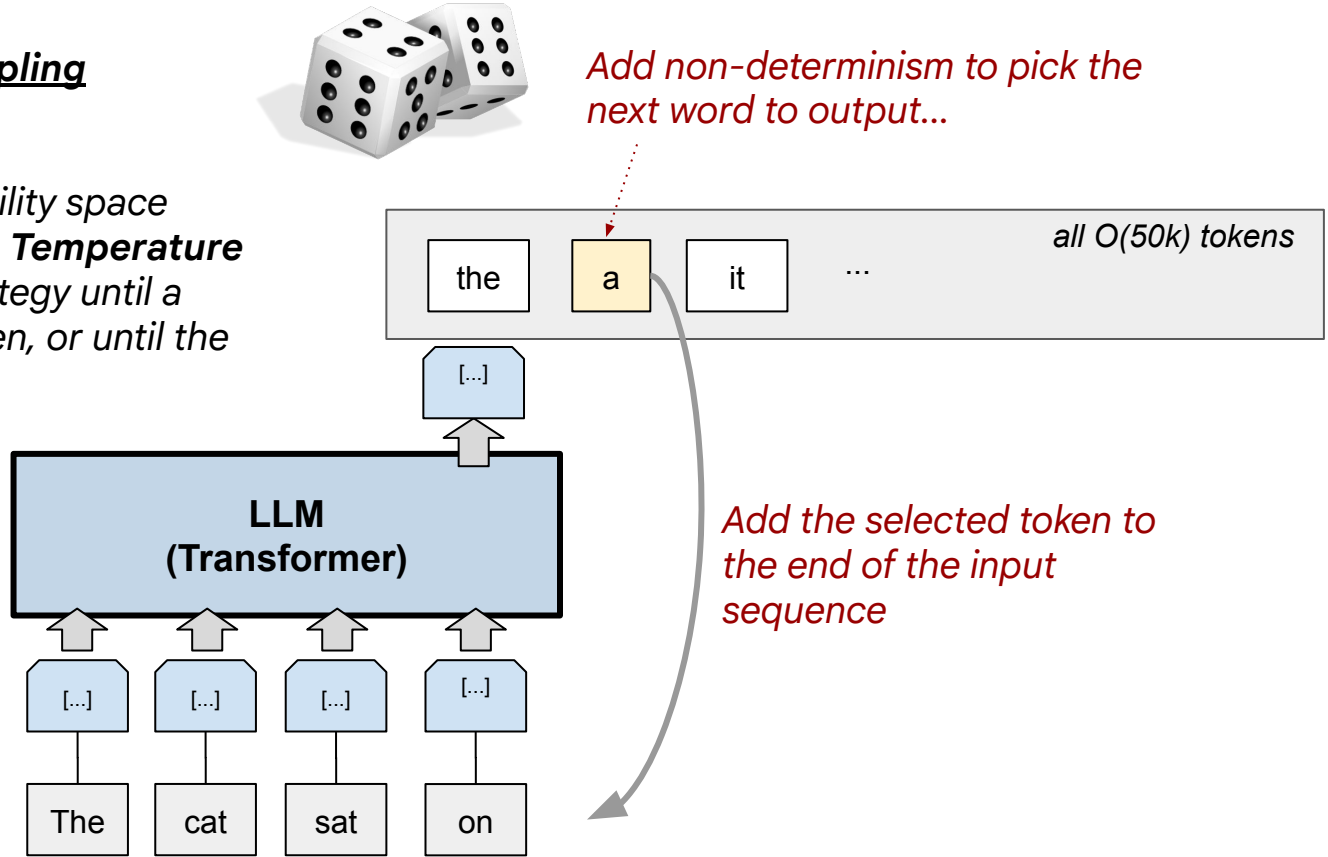 pling
Add non-determinism to pick the
next word to output...
ility space
Temperature
tegy until a
en, or until the
all O(50k) tokens
the a it ...
[...]
LLM
(Transformer)
Add the selected token to
the end of the input
sequence
[...] [...] [...] [...]
The cat sat on